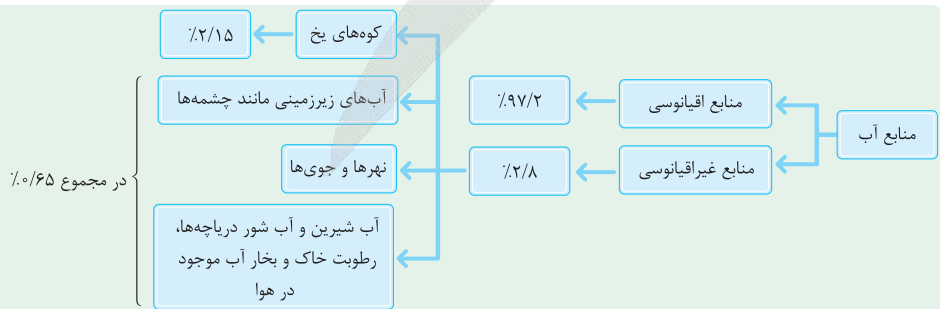 منابع آب
منابع اقیانوسی
٪۹۷/۲
منابع غیراقیانوسی
٪۲/۸
کوه‌های یخ
٪۲/۱۵
آب‌های زیرزمینی مانند چشمه‌ها
نهرها و جوی‌ها
آب شیرین و آب شور دریاچه‌ها،
رطوبت خاک و بخار آب موجود
در هوا
در مجموع ۰/۶۵٪